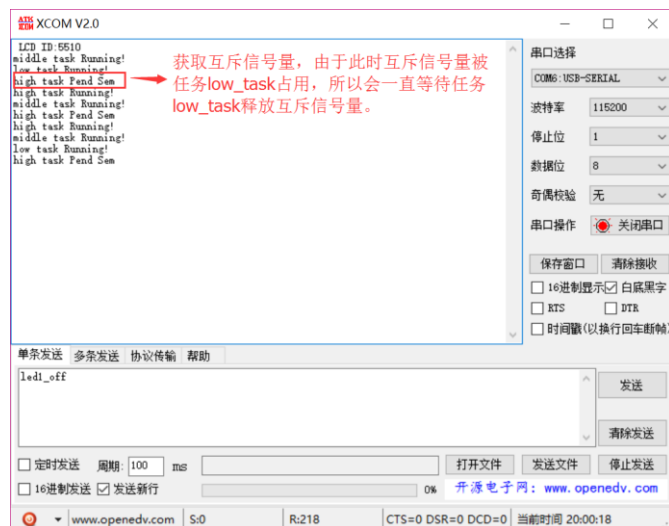 ATK XCOM V2.0
LCD ID:5510
middle task Running!
low task Running!
high task Pend Sem
high task Running!
middle task Running!
high task Pend Sem
high task Running!
middle task Running!
low task Running!
high task Pend Sem
获取互斥信号量，由于此时互斥信号量被
任务low_task占用，所以会一直等待任务
low_task释放互斥信号量。
串口选择
COM6:USB-SERIAL
波特率 115200
停止位 1
数据位 8
奇偶校验 无
串口操作 关闭串口
保存窗口 清除接收
16进制显示 白底黑字
RTS DTR
时间戳(以换行回车断帧)
单条发送 多条发送 协议传输 帮助
led1_off
发送
清除发送
定时发送 周期: 100 ms 打开文件 发送文件 停止发送
16进制发送 发送新行 0% 开源电子网：www.openedv.com
www.openedv.com S:0 R:218 CTS=0 DSR=0 DCD=0 当前时间 20:00:18